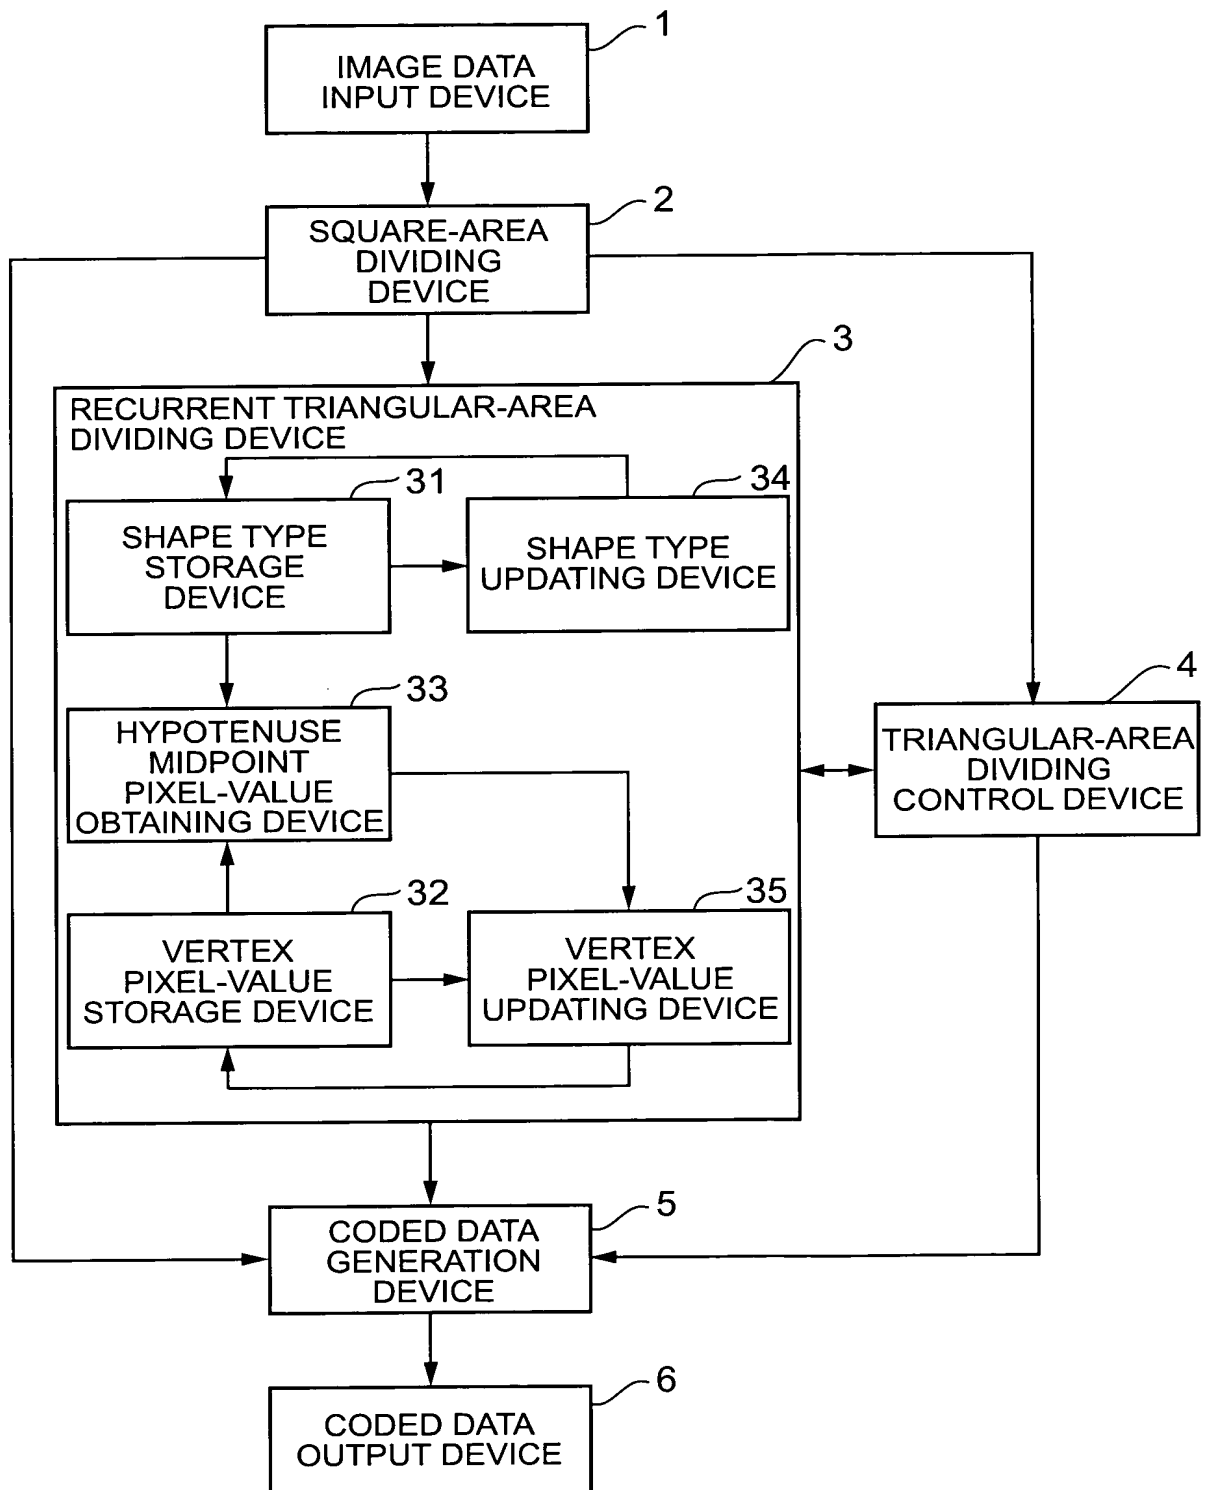 1
IMAGE DATA
INPUT DEVICE
2
SQUARE-AREA
DIVIDING
DEVICE
3
RECURRENT TRIANGULAR-AREA
DIVIDING DEVICE
31
SHAPE TYPE
STORAGE
DEVICE
34
SHAPE TYPE
UPDATING DEVICE
33
HYPOTENUSE
MIDPOINT
PIXEL-VALUE
OBTAINING DEVICE
4
TRIANGULAR-AREA
DIVIDING
CONTROL DEVICE
32
VERTEX
PIXEL-VALUE
STORAGE DEVICE
35
VERTEX
PIXEL-VALUE
UPDATING DEVICE
5
CODED DATA
GENERATION
DEVICE
6
CODED DATA
OUTPUT DEVICE